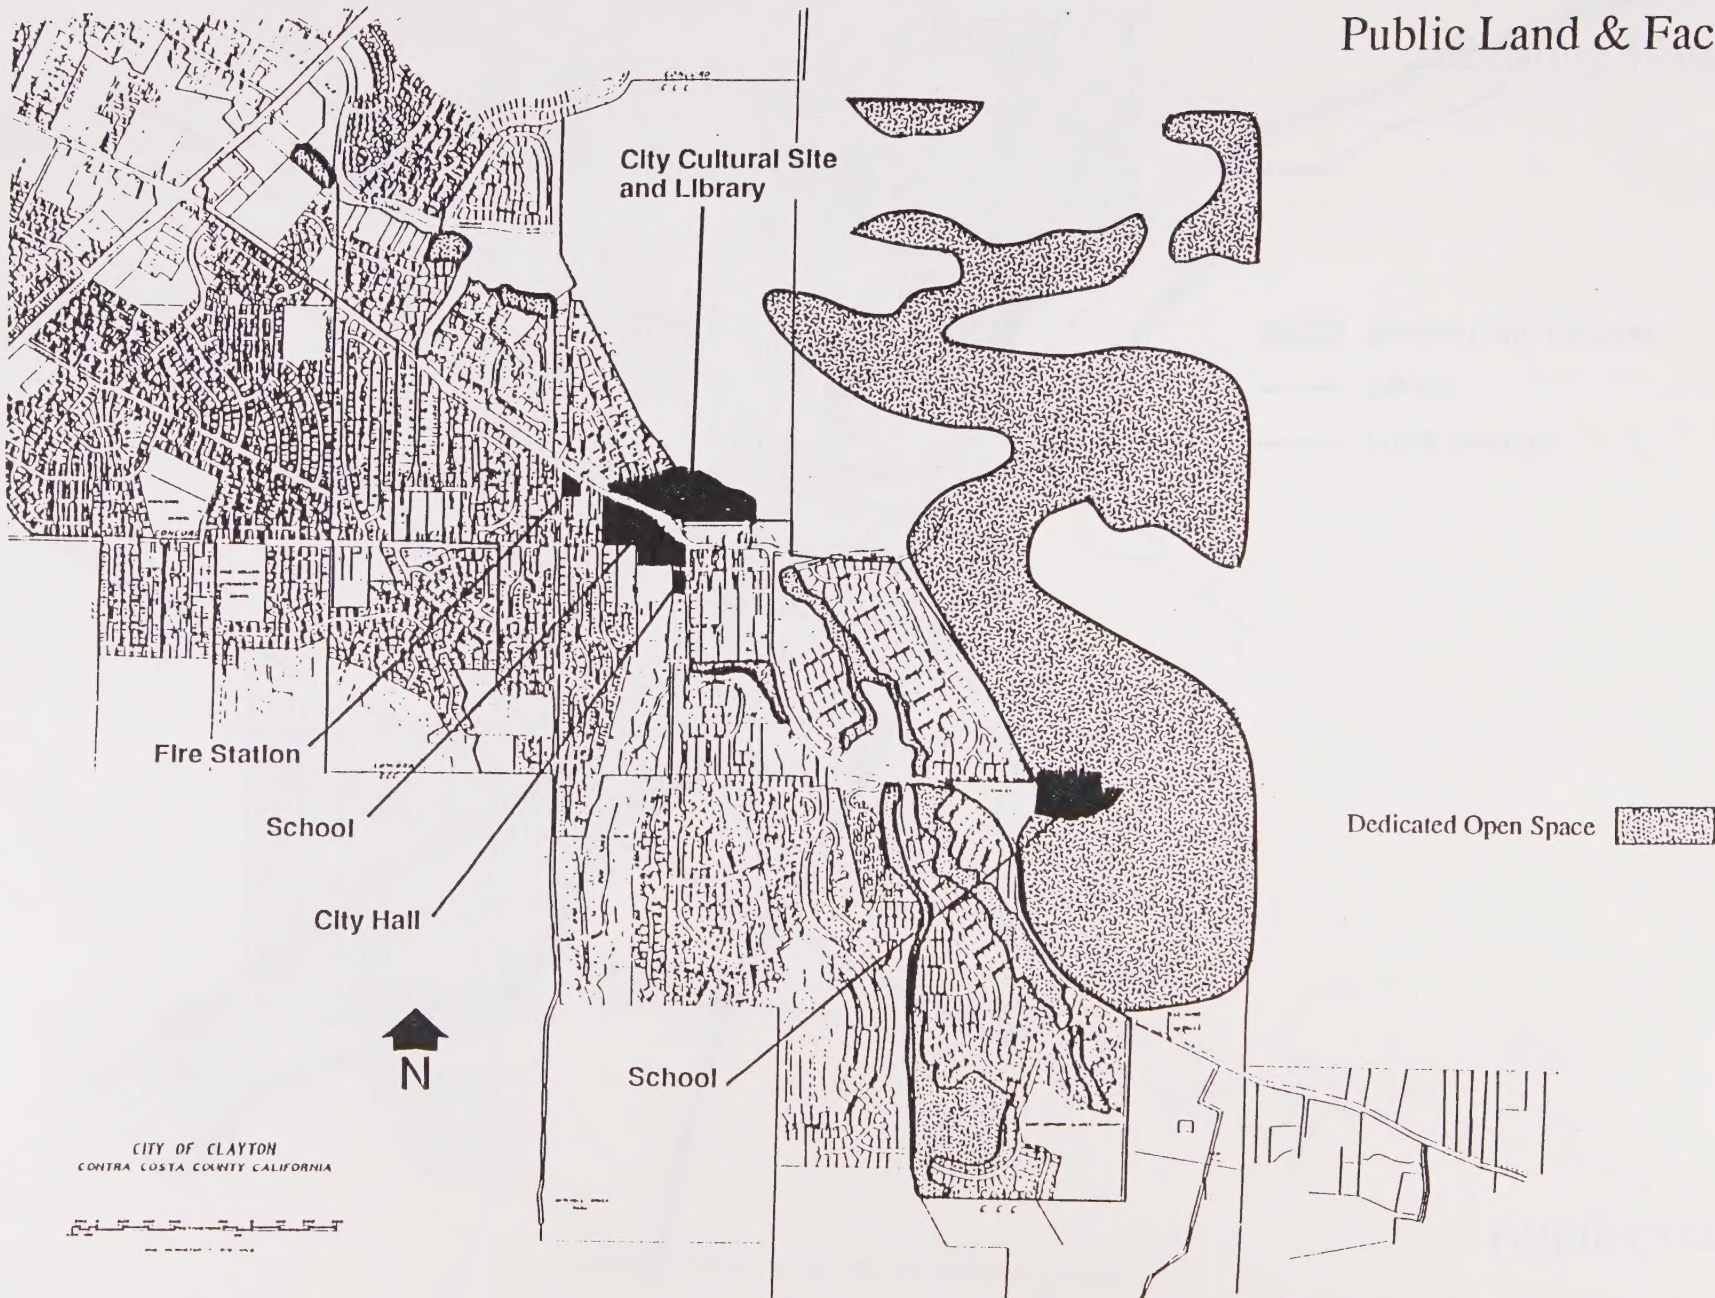 Public Land & Fac
City Cultural Site
and Library
CONCORD
Fire Station
School
City Hall
Dedicated Open Space
N
School
CITY OF CLAYTON
CONTRA COSTA COUNTY CALIFORNIA
C C C